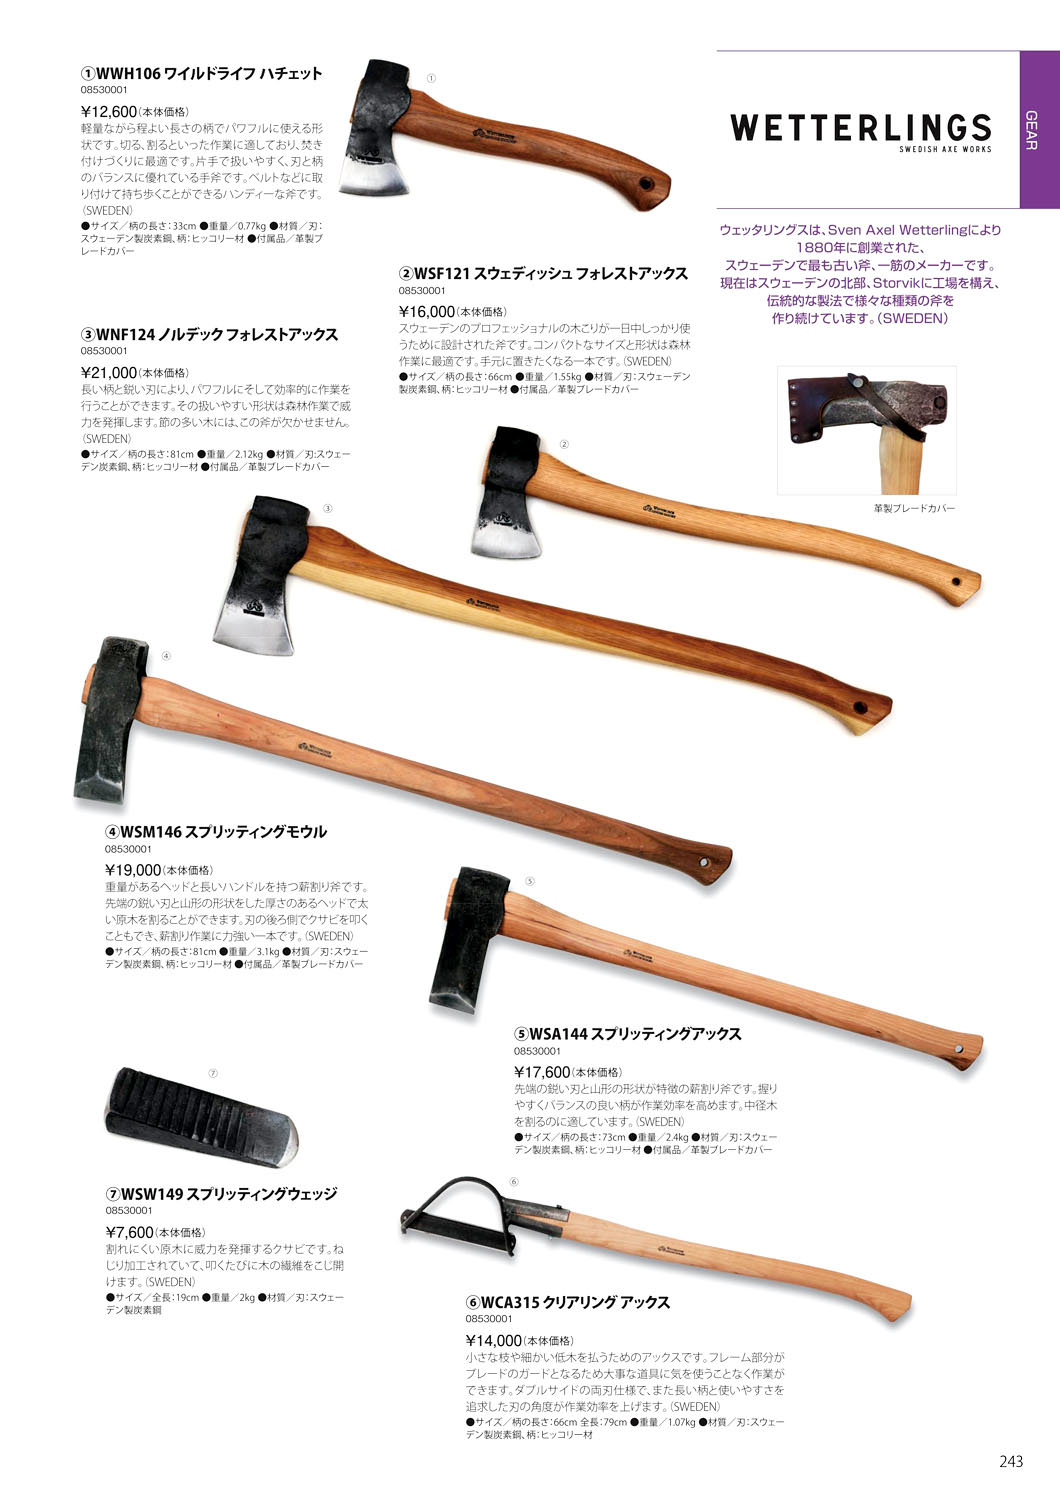 ①WWH106 ワイルドライフ ハチェット
08530001
¥12,600(本体価格)
軽量ながら程よい長さの柄でパワフルに使える形
状です。切る、割るといった作業に適しており、焚き
付けづくりに最適です。片手で扱いやすく、刃と柄
のバランスに優れている手斧です。ベルトなどに取
り付けて持ち歩くことができるハンディーな斧です。
(SWEDEN)
●サイズ／柄の長さ：33cm ●重量／0.77kg ●材質／刃：
スウェーデン製炭素鋼、柄：ヒッコリー材 ●付属品／革製ブ
レードカバー
①
WETTERLINGS
SWEDISH AXE WORKS
GEAR
ウェッタリングスは、Sven Axel Wetterlingにより
1880年に創業された、
スウェーデンで最も古い斧、一筋のメーカーです。
現在はスウェーデンの北部、Storvikに工場を構え、
伝統的な製法で様々な種類の斧を
作り続けています。(SWEDEN)
②WSF121 スウェディッシュ フォレストアックス
08530001
¥16,000(本体価格)
スウェーデンのプロフェッショナルの木こりが一日中しっかり使
うために設計された斧です。コンパクトなサイズと形状は森林
作業に最適です。手元に置きたくなる一本です。(SWEDEN)
●サイズ／柄の長さ：66cm ●重量／1.55kg ●材質／刃：スウェーデン
製炭素鋼、柄：ヒッコリー材 ●付属品／革製ブレードカバー
③WNF124 ノルデック フォレストアックス
08530001
¥21,000(本体価格)
長い柄と鋭い刃により、パワフルにそして効率的に作業を
行うことができます。その扱いやすい形状は森林作業で威
力を発揮します。節の多い木には、この斧が欠かせません。
(SWEDEN)
●サイズ／柄の長さ：81cm ●重量／2.12kg ●材質／刃：スウェー
デン炭素鋼、柄：ヒッコリー材 ●付属品／革製ブレードカバー
②
革製ブレードカバー
③
④
④WSM146 スプリッティングモウル
08530001
¥19,000(本体価格)
重量があるヘッドと長いハンドルを持つ薪割り斧です。
先端の鋭い刃と山形の形状をした厚さのあるヘッドで太
い原木を割ることができます。刃の後ろ側でクサビを叩く
こともでき、薪割り作業に力強い一本です。(SWEDEN)
●サイズ／柄の長さ：81cm ●重量／3.1kg ●材質／刃：スウェー
デン製炭素鋼、柄：ヒッコリー材 ●付属品／革製ブレードカバー
⑤
⑤WSA144 スプリッティングアックス
08530001
¥17,600(本体価格)
先端の鋭い刃と山形の形状が特徴の薪割り斧です。握り
やすくバランスの良い柄が作業効率を高めます。中径木
を割るのに適しています。(SWEDEN)
●サイズ／柄の長さ：73cm ●重量／2.4kg ●材質／刃：スウェー
デン製炭素鋼、柄：ヒッコリー材 ●付属品／革製ブレードカバー
⑦
⑦WSW149 スプリッティングウェッジ
08530001
¥7,600(本体価格)
割れにくい原木に威力を発揮するクサビです。ね
じり加工されていて、叩くたびに木の繊維をこじ開
けます。(SWEDEN)
●サイズ／全長：19cm ●重量／2kg ●材質／刃：スウェー
デン製炭素鋼
⑥
⑥WCA315 クリアリング アックス
08530001
¥14,000(本体価格)
小さな枝や細かい低木を払うためのアックスです。フレーム部分が
ブレードのガードとなるため大事な道具に気を使うことなく作業が
できます。ダブルサイドの両刃仕様で、また長い柄と使いやすさを
追求した刃の角度が作業効率を上げます。(SWEDEN)
●サイズ／柄の長さ：66cm 全長：79cm ●重量／1.07kg ●材質／刃：スウェー
デン製炭素鋼、柄：ヒッコリー材
243